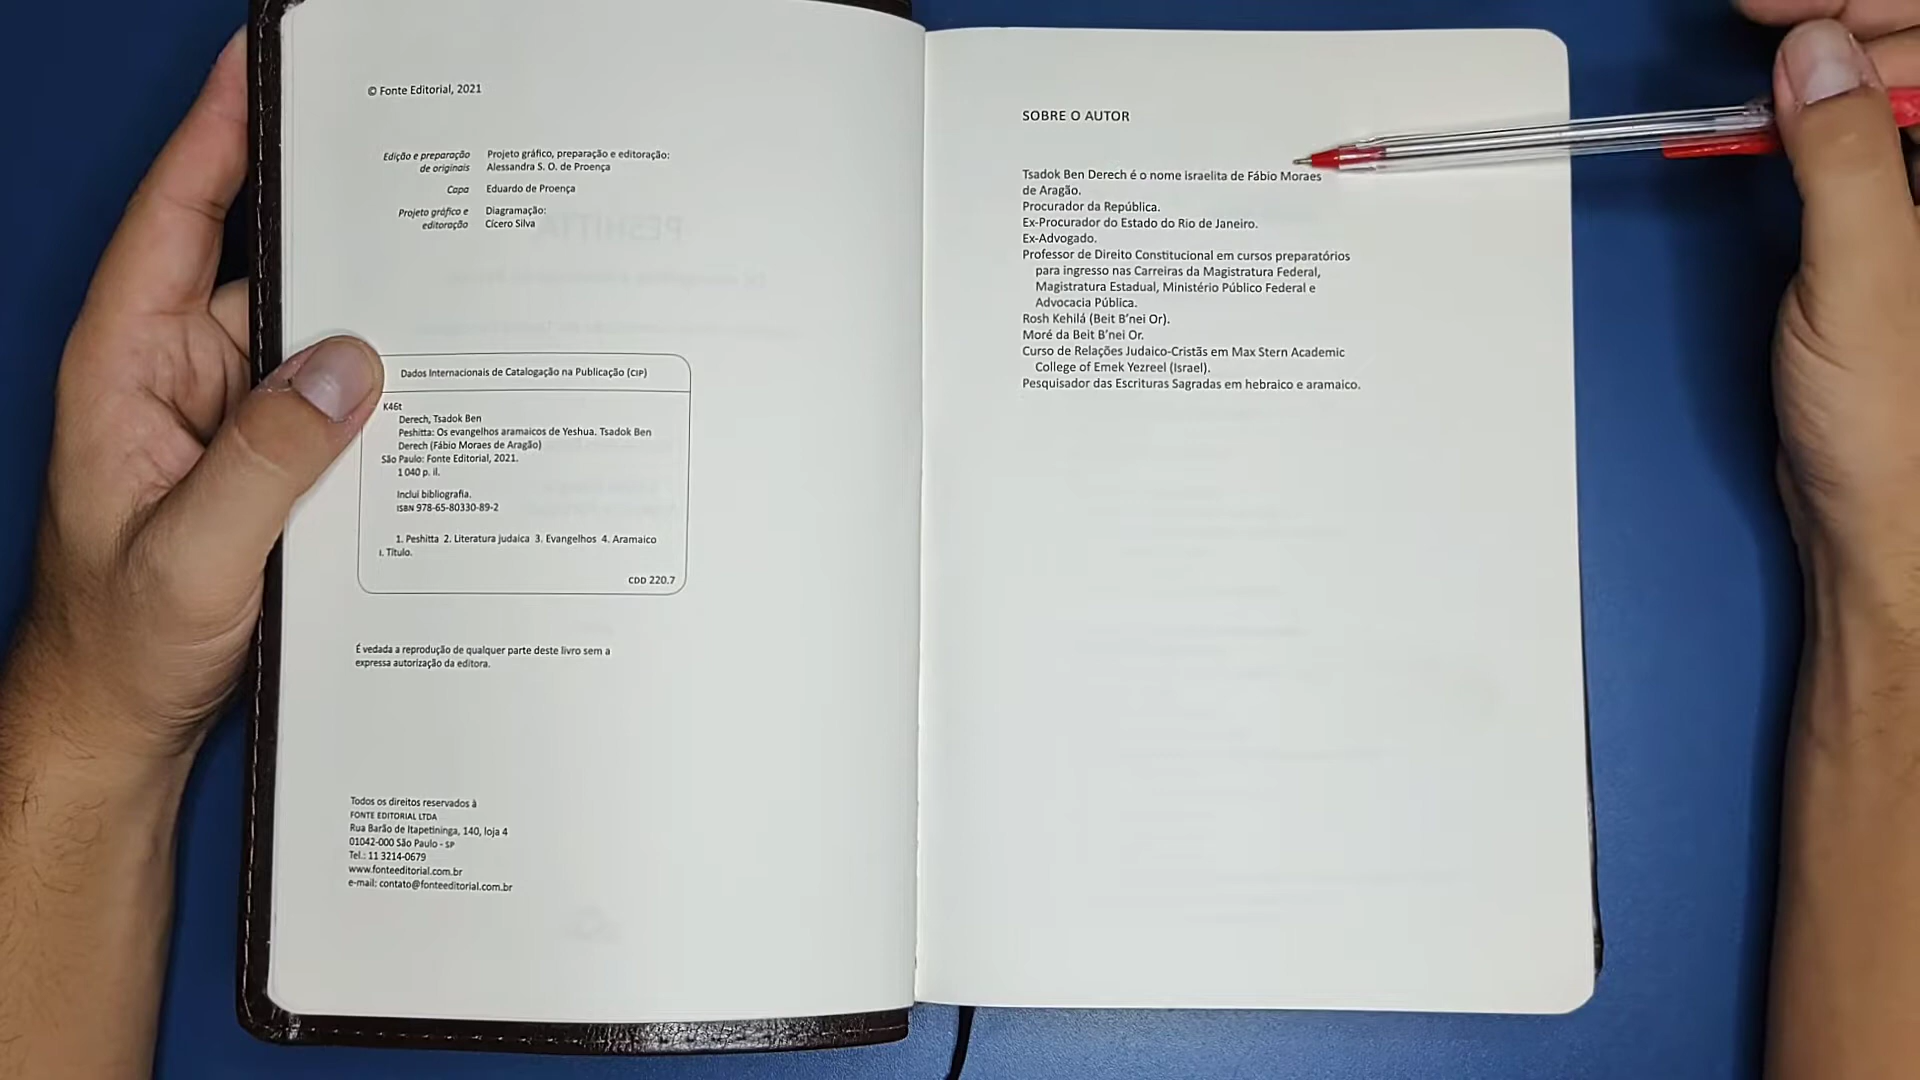 © Fonte Editorial, 2021
Edição e preparação
de originais
Projeto gráfico, preparação e editoração:
Alessandra S. O. de Proença
Capa
Eduardo de Proença
Projeto gráfico e
editoração
Diagramação:
Cícero Silva
Dados Internacionais de Catalogação na Publicação (CIP)
K46t
Derech, Tsadok Ben
Peshitta: Os evangelhos aramaicos de Yeshua. Tsadok Ben
Derech (Fábio Moraes de Aragão)
São Paulo: Fonte Editorial, 2021.
1 040 p. il.
Inclui bibliografia.
ISBN 978-65-80330-89-2
1. Peshitta 2. Literatura judaica 3. Evangelhos 4. Aramaico
I. Título.
CDD 220.7
É vedada a reprodução de qualquer parte deste livro sem a
expressa autorização da editora.
Todos os direitos reservados à
FONTE EDITORIAL LTDA
Rua Barão de Itapetininga, 140, loja 4
01042-000 São Paulo - SP
Tel.: 11 3214-0679
www.fonteeditorial.com.br
e-mail: contato@fonteeditorial.com.br
SOBRE O AUTOR
Tsadok Ben Derech é o nome israelita de Fábio Moraes
de Aragão.
Procurador da República.
Ex-Procurador do Estado do Rio de Janeiro.
Ex-Advogado.
Professor de Direito Constitucional em cursos preparatórios
para ingresso nas Carreiras da Magistratura Federal,
Magistratura Estadual, Ministério Público Federal e
Advocacia Pública.
Rosh Kehilá (Beit B'nei Or).
Moré da Beit B'nei Or.
Curso de Relações Judaico-Cristãs em Max Stern Academic
College of Emek Yezreel (Israel).
Pesquisador das Escrituras Sagradas em hebraico e aramaico.